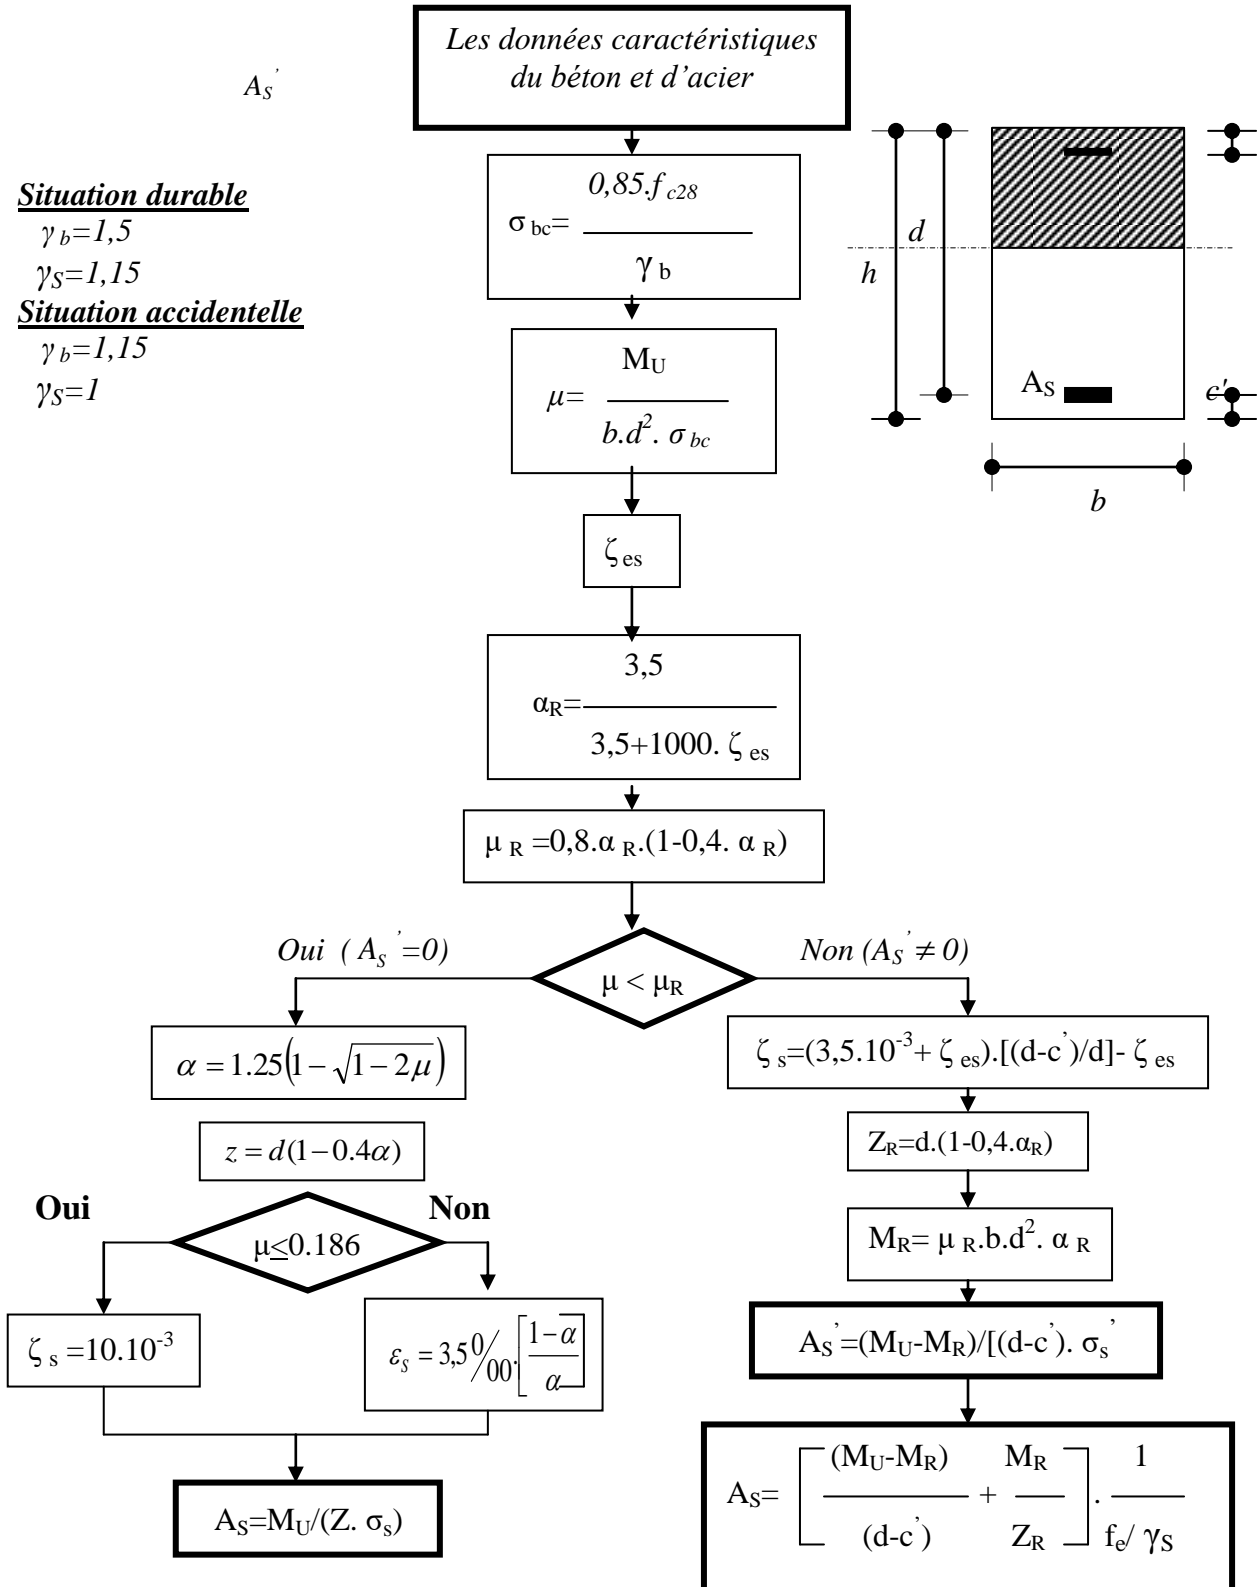 Les données caractéristiques
du béton et d'acier
A_S'
Situation durable
γ_b=1,5
γ_S=1,15
Situation accidentelle
γ_b=1,15
γ_S=1
0,85.f_c28
σ_bc=
γ_b
M_U
μ=
b.d². σ_bc
d
h
A_S
c'
b
ζ_es
3,5
α_R=
3,5+1000. ζ_es
μ_R =0,8.α_R.(1-0,4. α_R)
Oui ( A_S'=0)
μ < μ_R
Non (A_S' ≠ 0)
α = 1.25(1−√1−2μ)
z = d(1−0.4α)
Oui
μ≤0.186
Non
ζ_s =10.10⁻³
ε_S = 3,5 0/00.[1−α/α]
A_S=M_U/(Z. σ_s)
ζ_s=(3,5.10⁻³+ ζ_es).[(d-c')/d]- ζ_es
Z_R=d.(1-0,4.α_R)
M_R= μ_R.b.d². α_R
A_S'=(M_U-M_R)/[(d-c'). σ_s'
(M_U-M_R) M_R 1
A_S= [ + ] .
(d-c') Z_R f_e/ γ_S